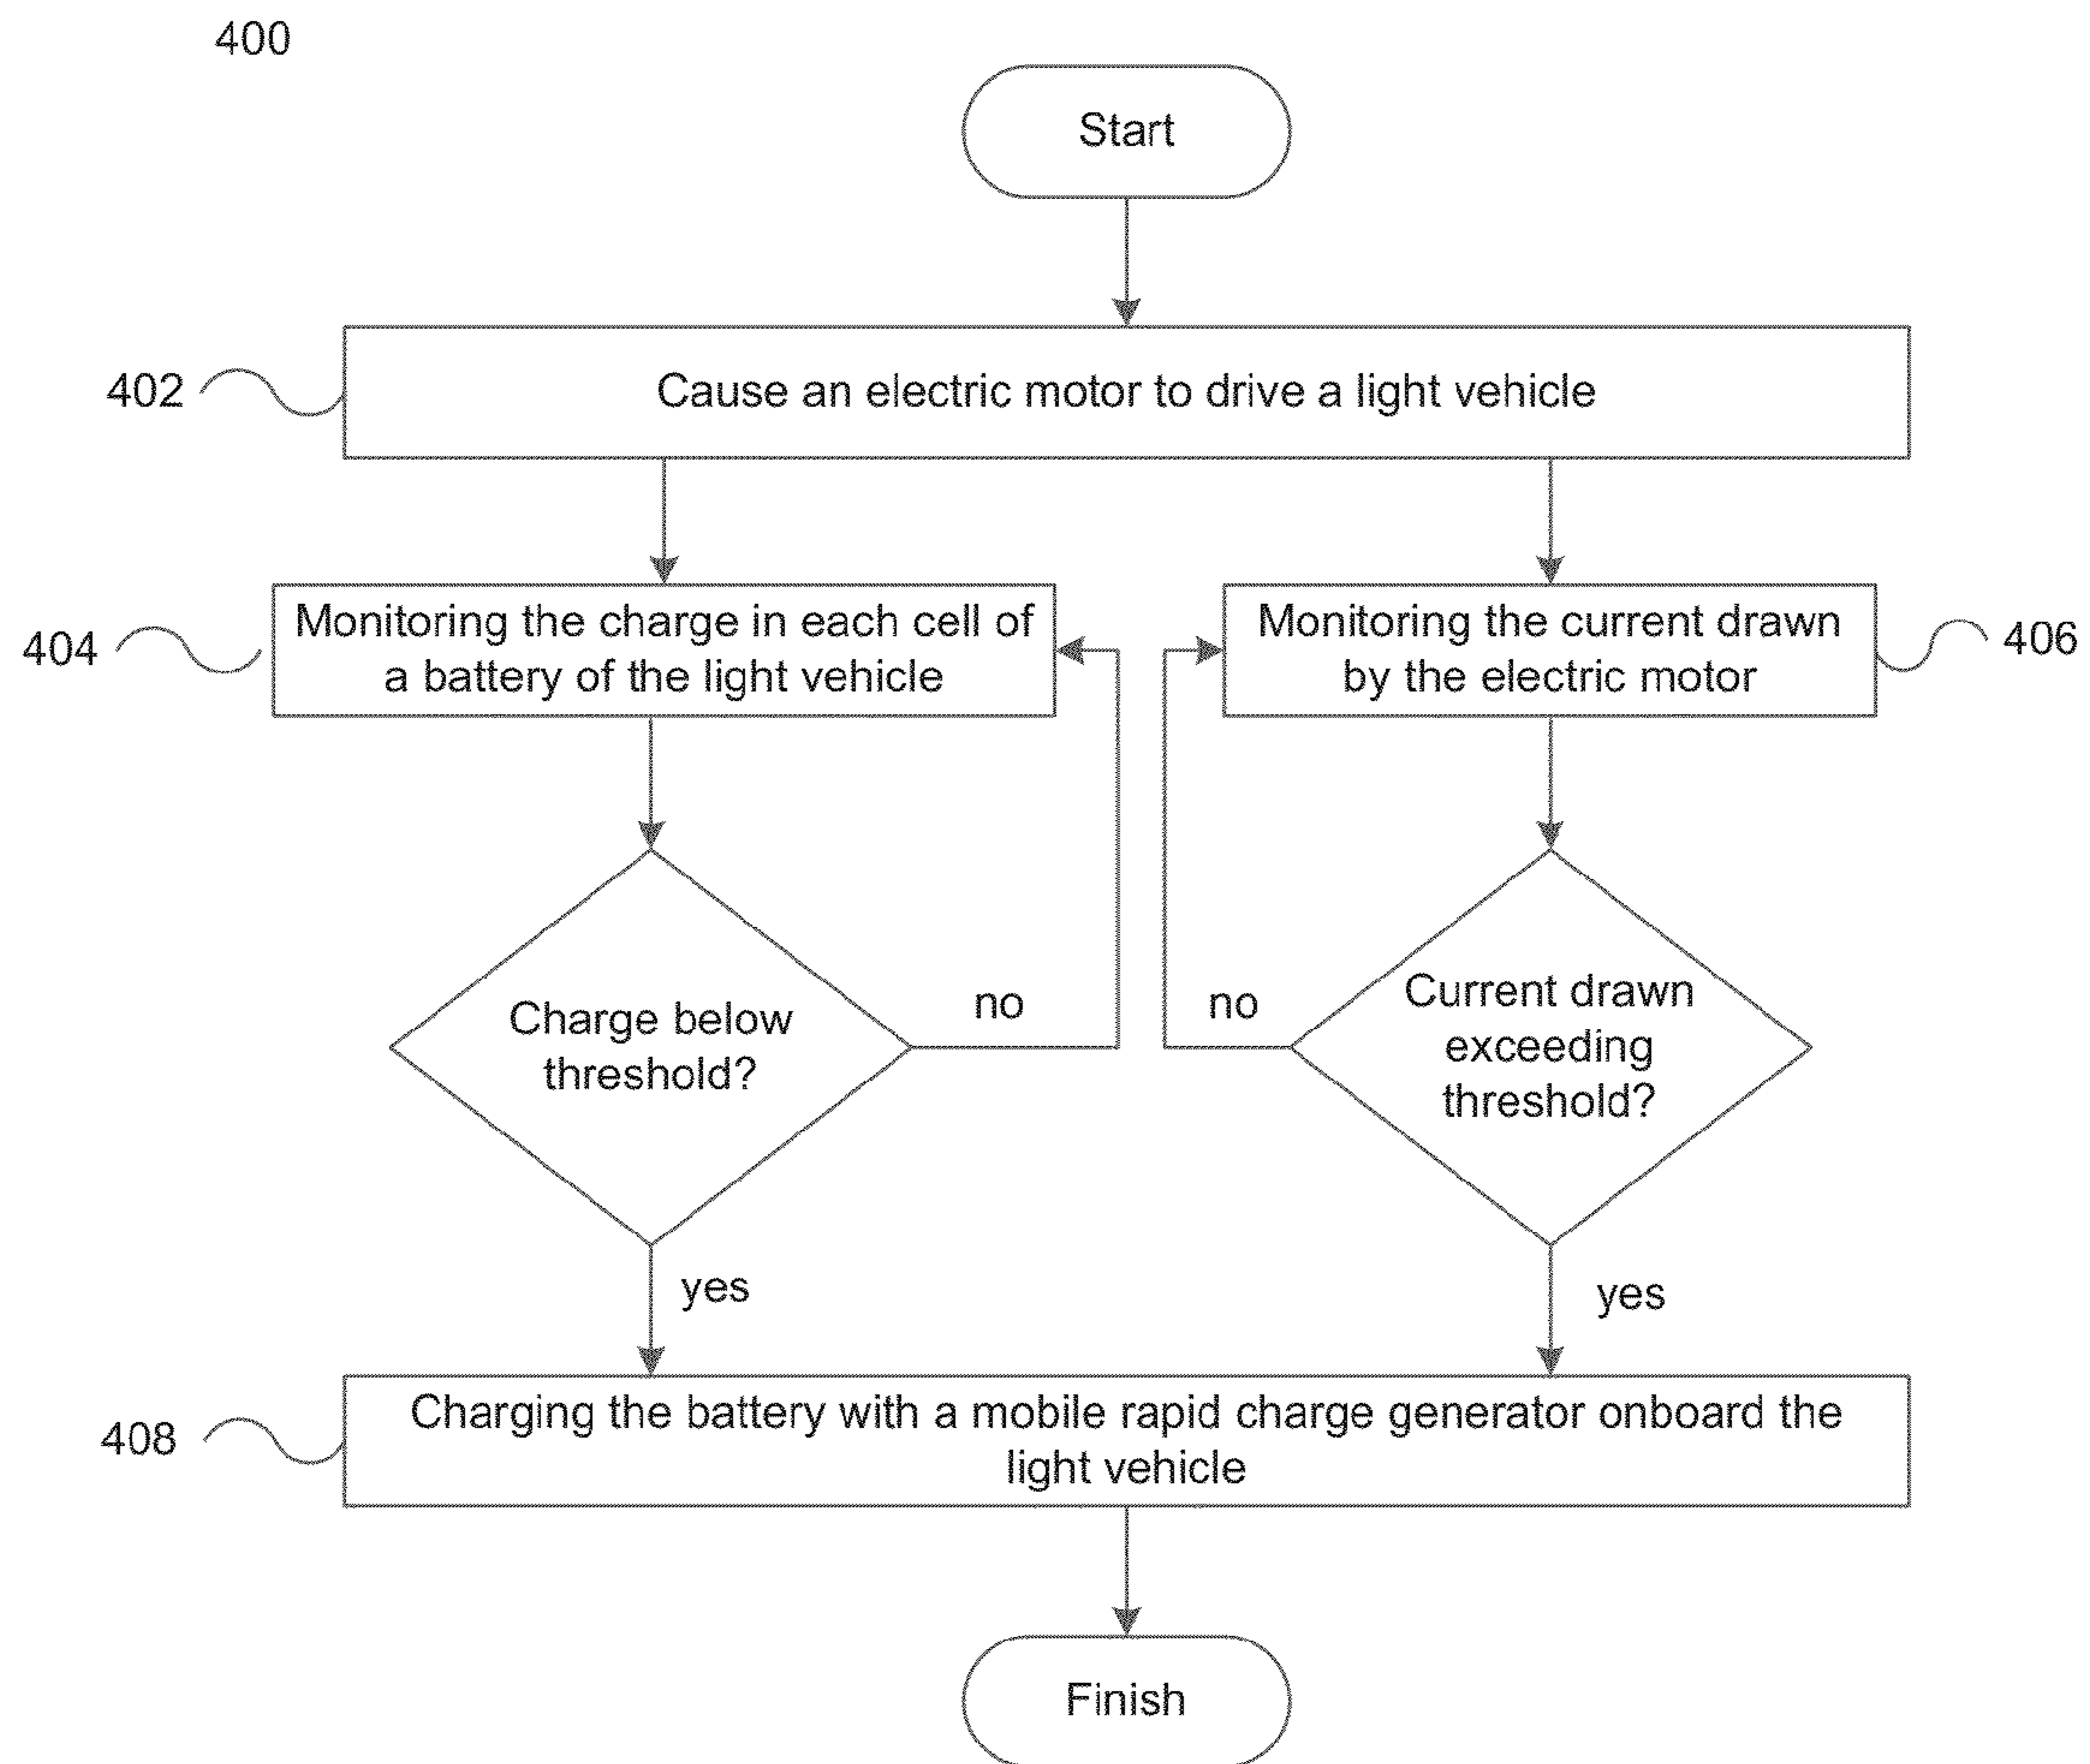 400
Start
402
Cause an electric motor to drive a light vehicle
404
Monitoring the charge in each cell of
a battery of the light vehicle
Monitoring the current drawn
by the electric motor
406
Charge below
threshold?
no
no
Current drawn
exceeding
threshold?
yes
yes
408
Charging the battery with a mobile rapid charge generator onboard the
light vehicle
Finish